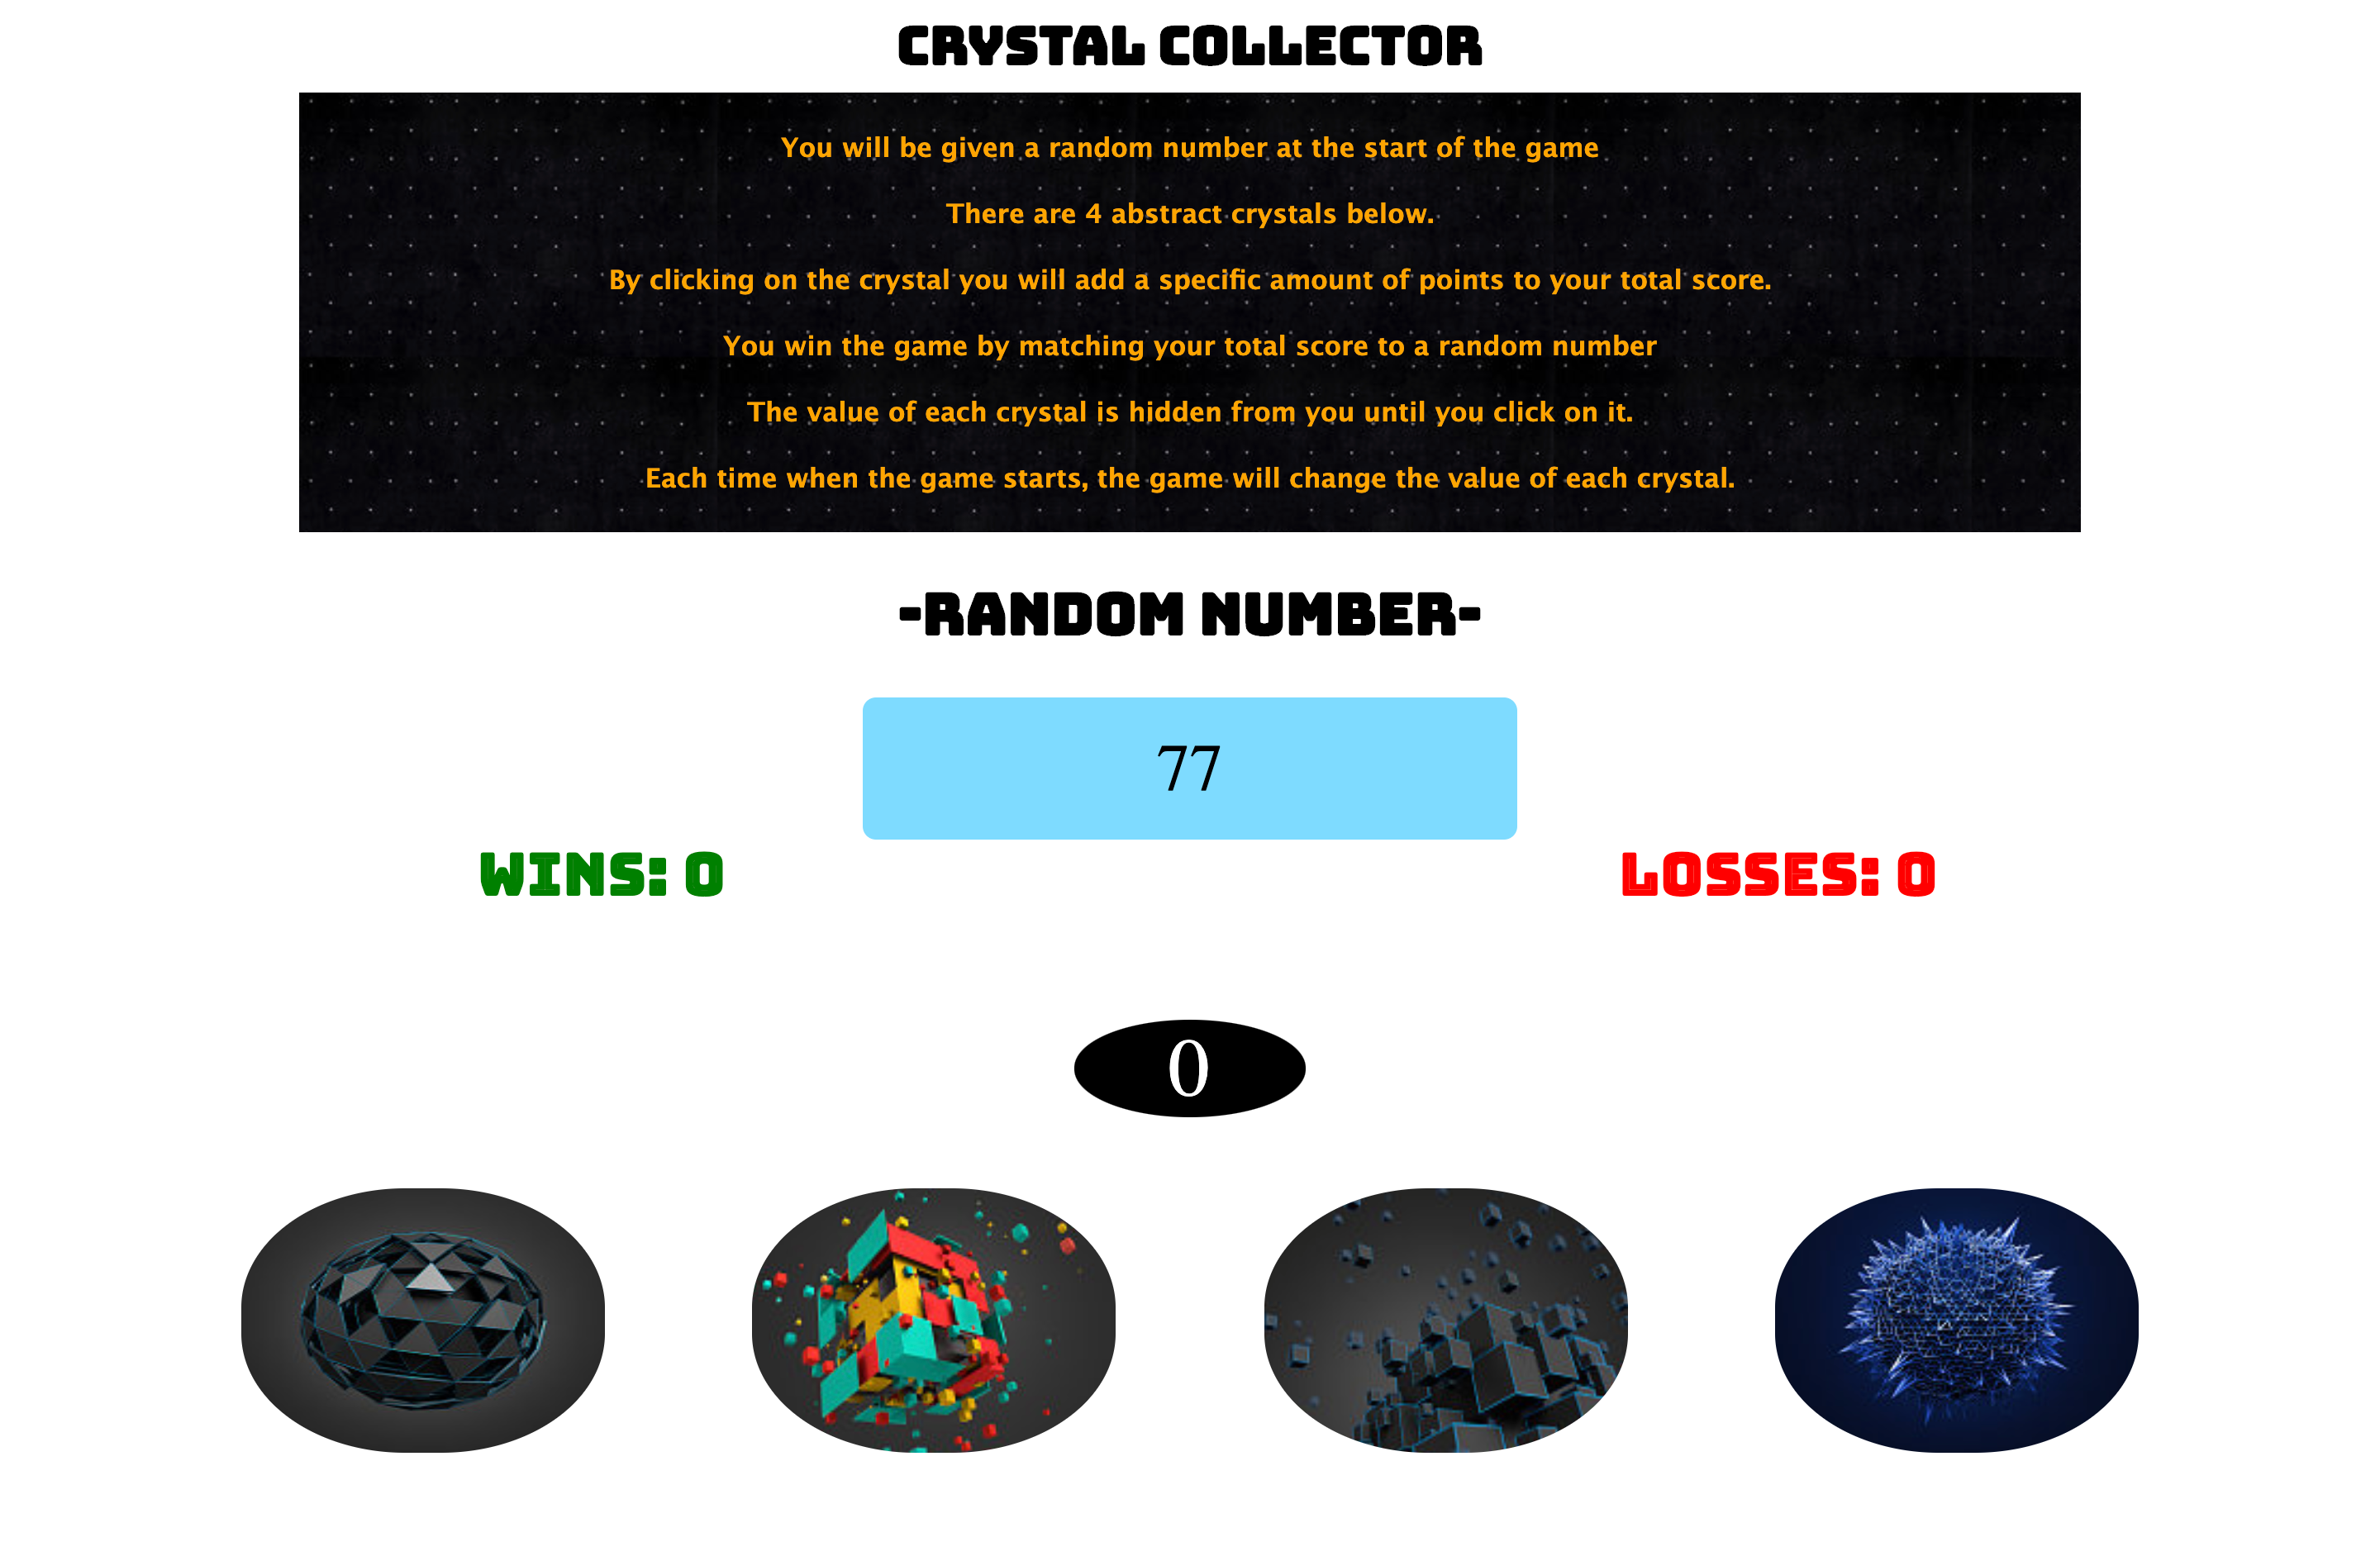 CRYSTAL COLLECTOR
You will be given a random number at the start of the game
There are 4 abstract crystals below.
By clicking on the crystal you will add a specific amount of points to your total score.
You win the game by matching your total score to a random number
The value of each crystal is hidden from you until you click on it.
Each time when the game starts, the game will change the value of each crystal.
-RANDOM NUMBER-
77
WINS: 0
LOSSES: 0
0